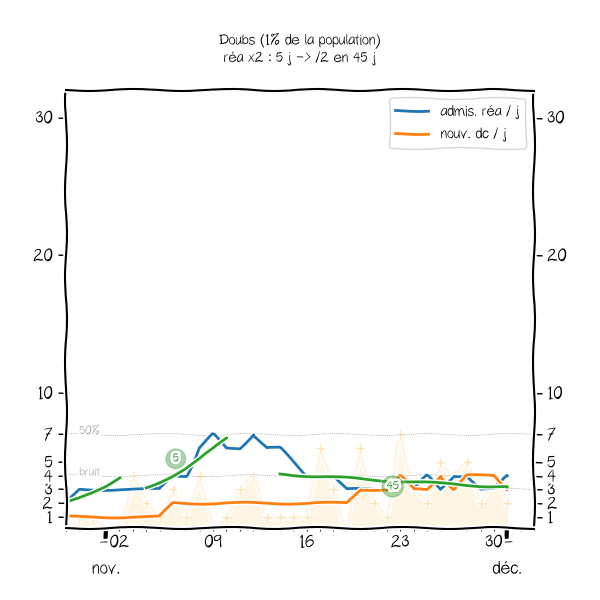 Doubs (1% de la population)
réa x2 : 5 j -> /2 en 45 j
admis. réa / j
nouv. dc / j
30 30
20 20
10 10
7 50% 7
5 5
4 bruit 4
3 3
2 2
1 1
5
45
02 09 16 23 30
nov. déc.